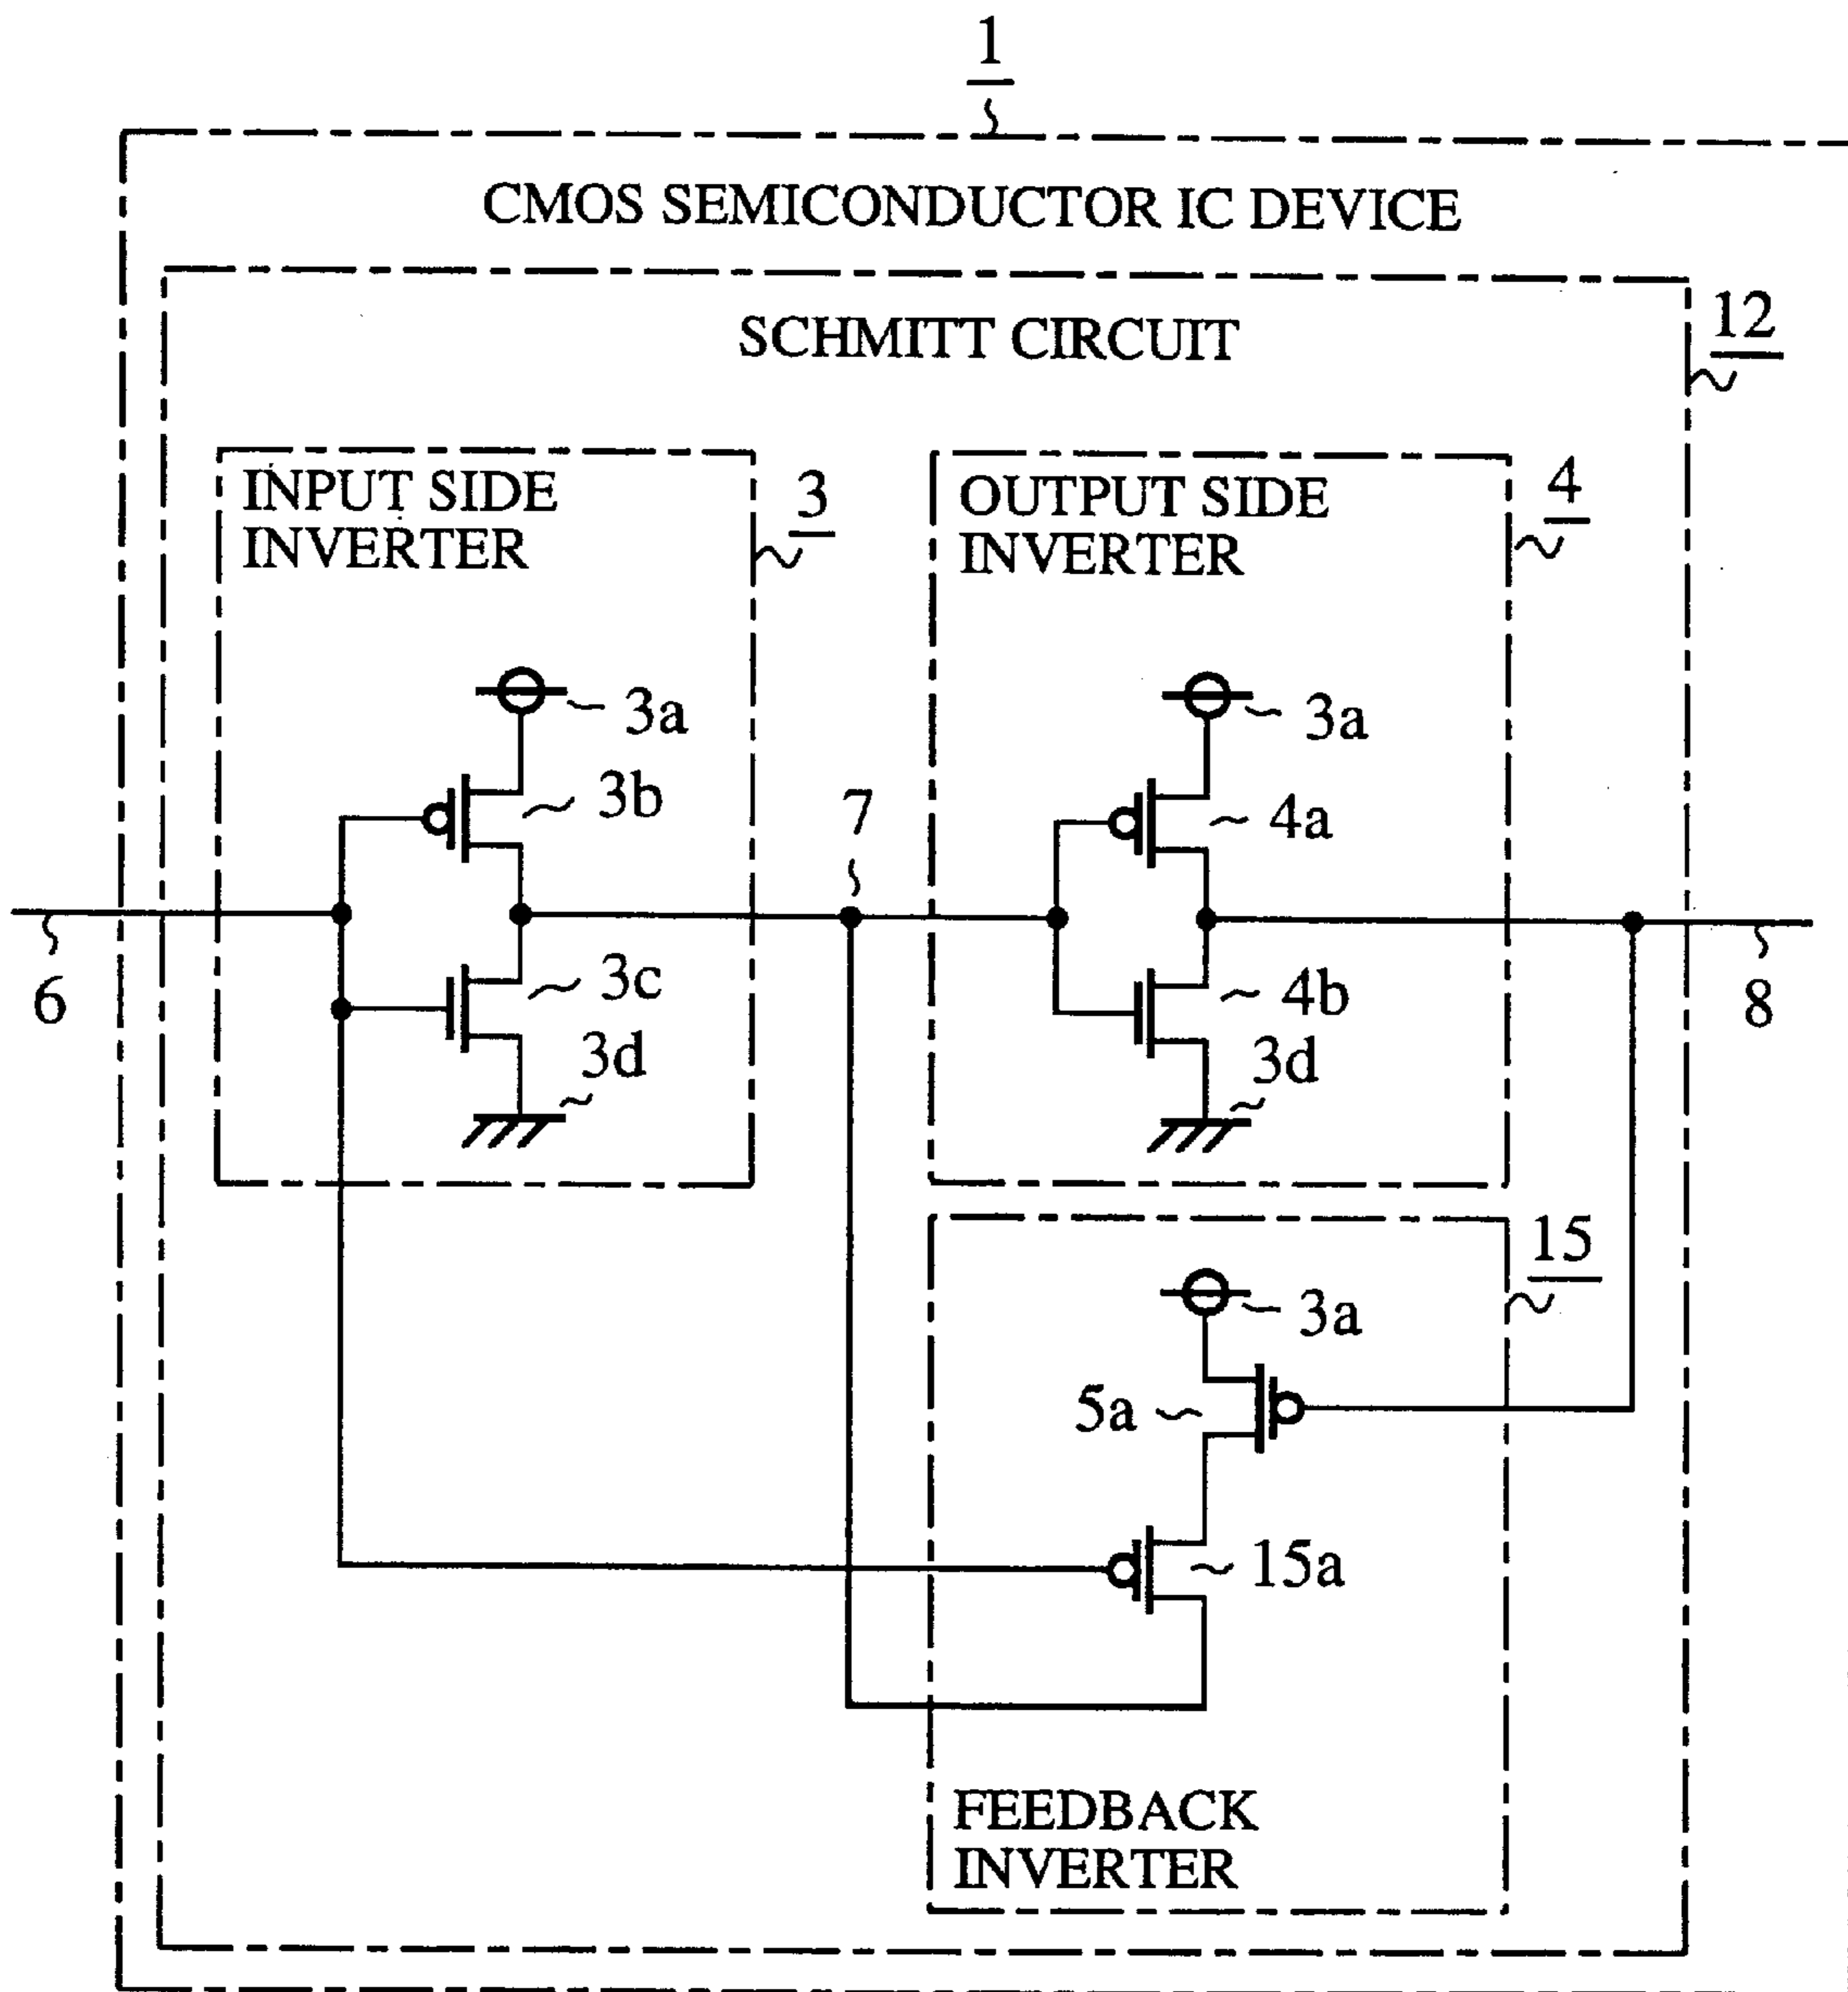 1
CMOS SEMICONDUCTOR IC DEVICE
SCHMITT CIRCUIT
12
INPUT SIDE
INVERTER
3
OUTPUT SIDE
INVERTER
4
3a
3a
3b
7
4a
3c
4b
6
8
3d
3d
15
3a
5a
15a
FEEDBACK
INVERTER